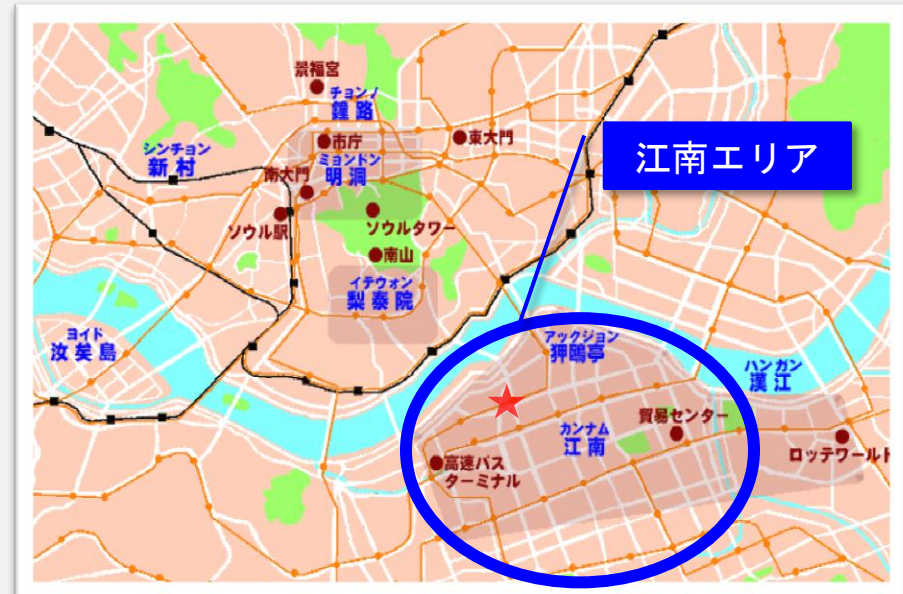 景福宮
チョンノ
鐘路
市庁
東大門
シンチョン
新村
ミョンドン
明洞
南大門
江南エリア
ソウル駅
ソウルタワー
南山
イテウォン
梨泰院
ヨイド
汝矣島
アックジョン
狎鴎亭
ハンガン
漢江
貿易センター
カンナム
江南
ロッテワールド
高速バス
ターミナル